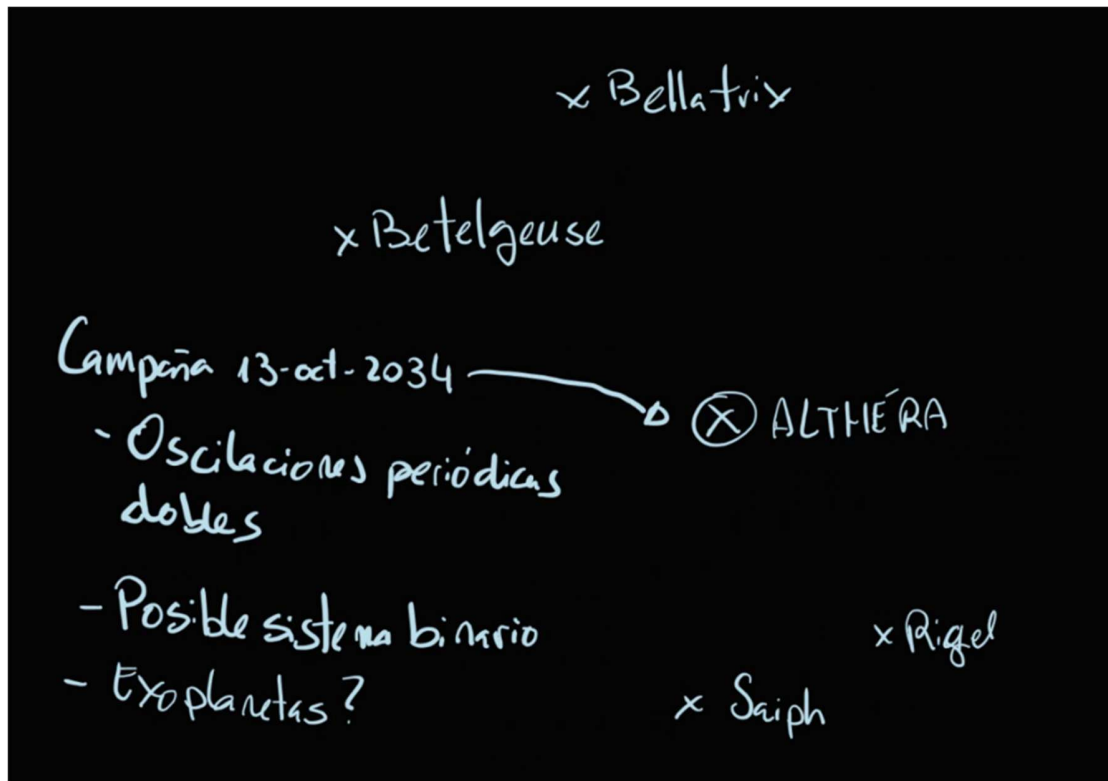 x Bellatrix
x Betelgeuse
Campaña 13-oct-2034
x ALTHÉRA
- Oscilaciones periódicas
dobles
- Posible sistema binario
x Rigel
- Exoplanetas?
x Saiph